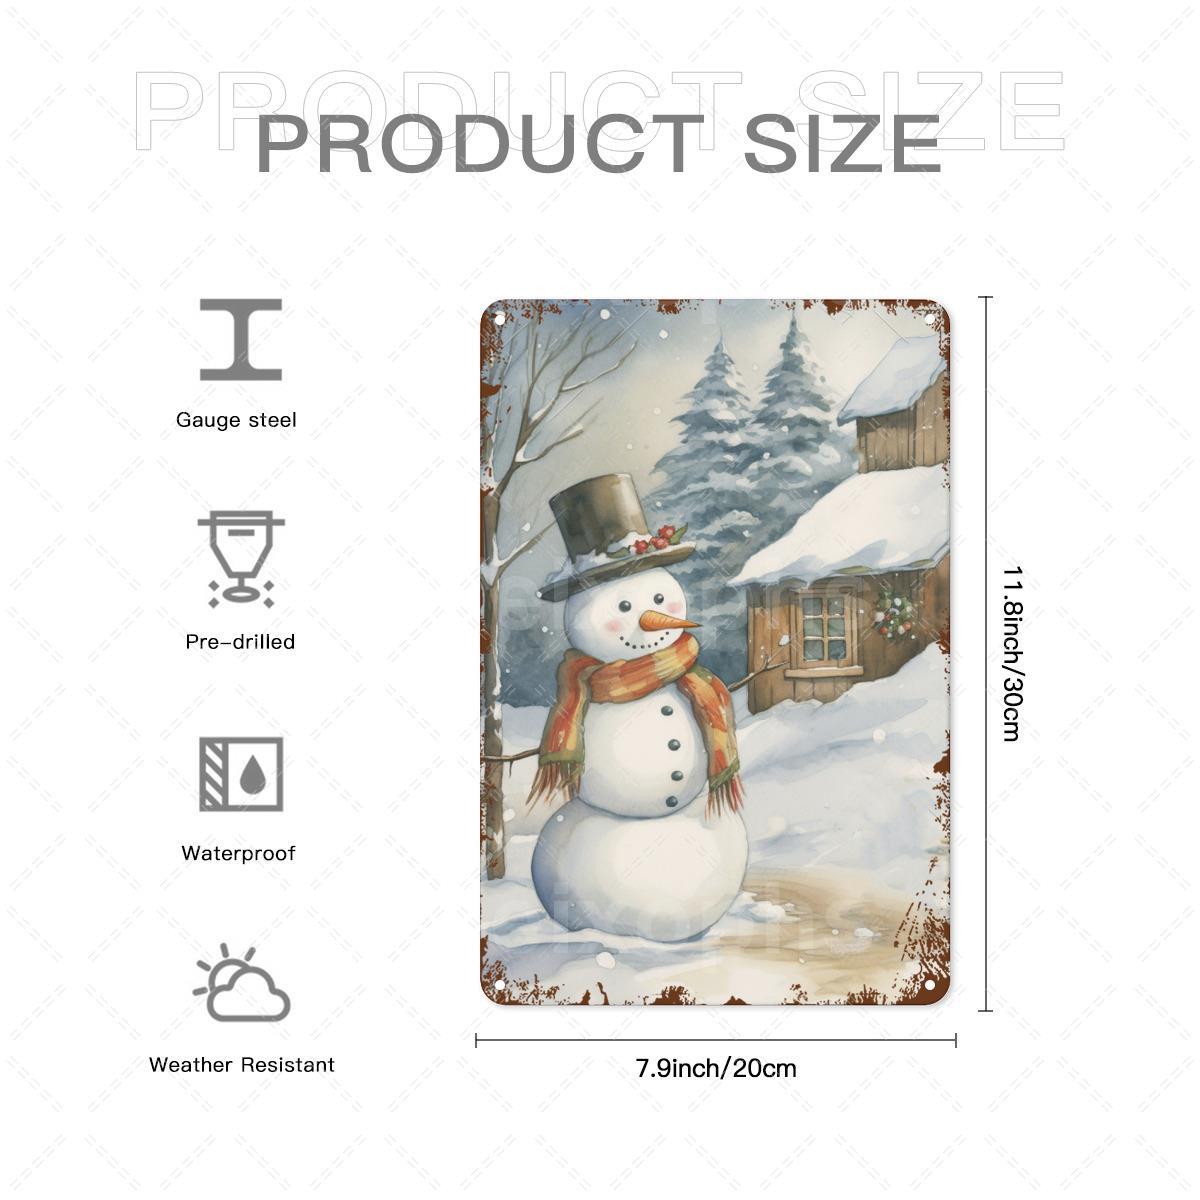 PRODUCT SIZE
PRODUCT SIZE
Gauge steel
Pre-drilled
Waterproof
Weather Resistant
11.8inch/30cm
7.9inch/20cm